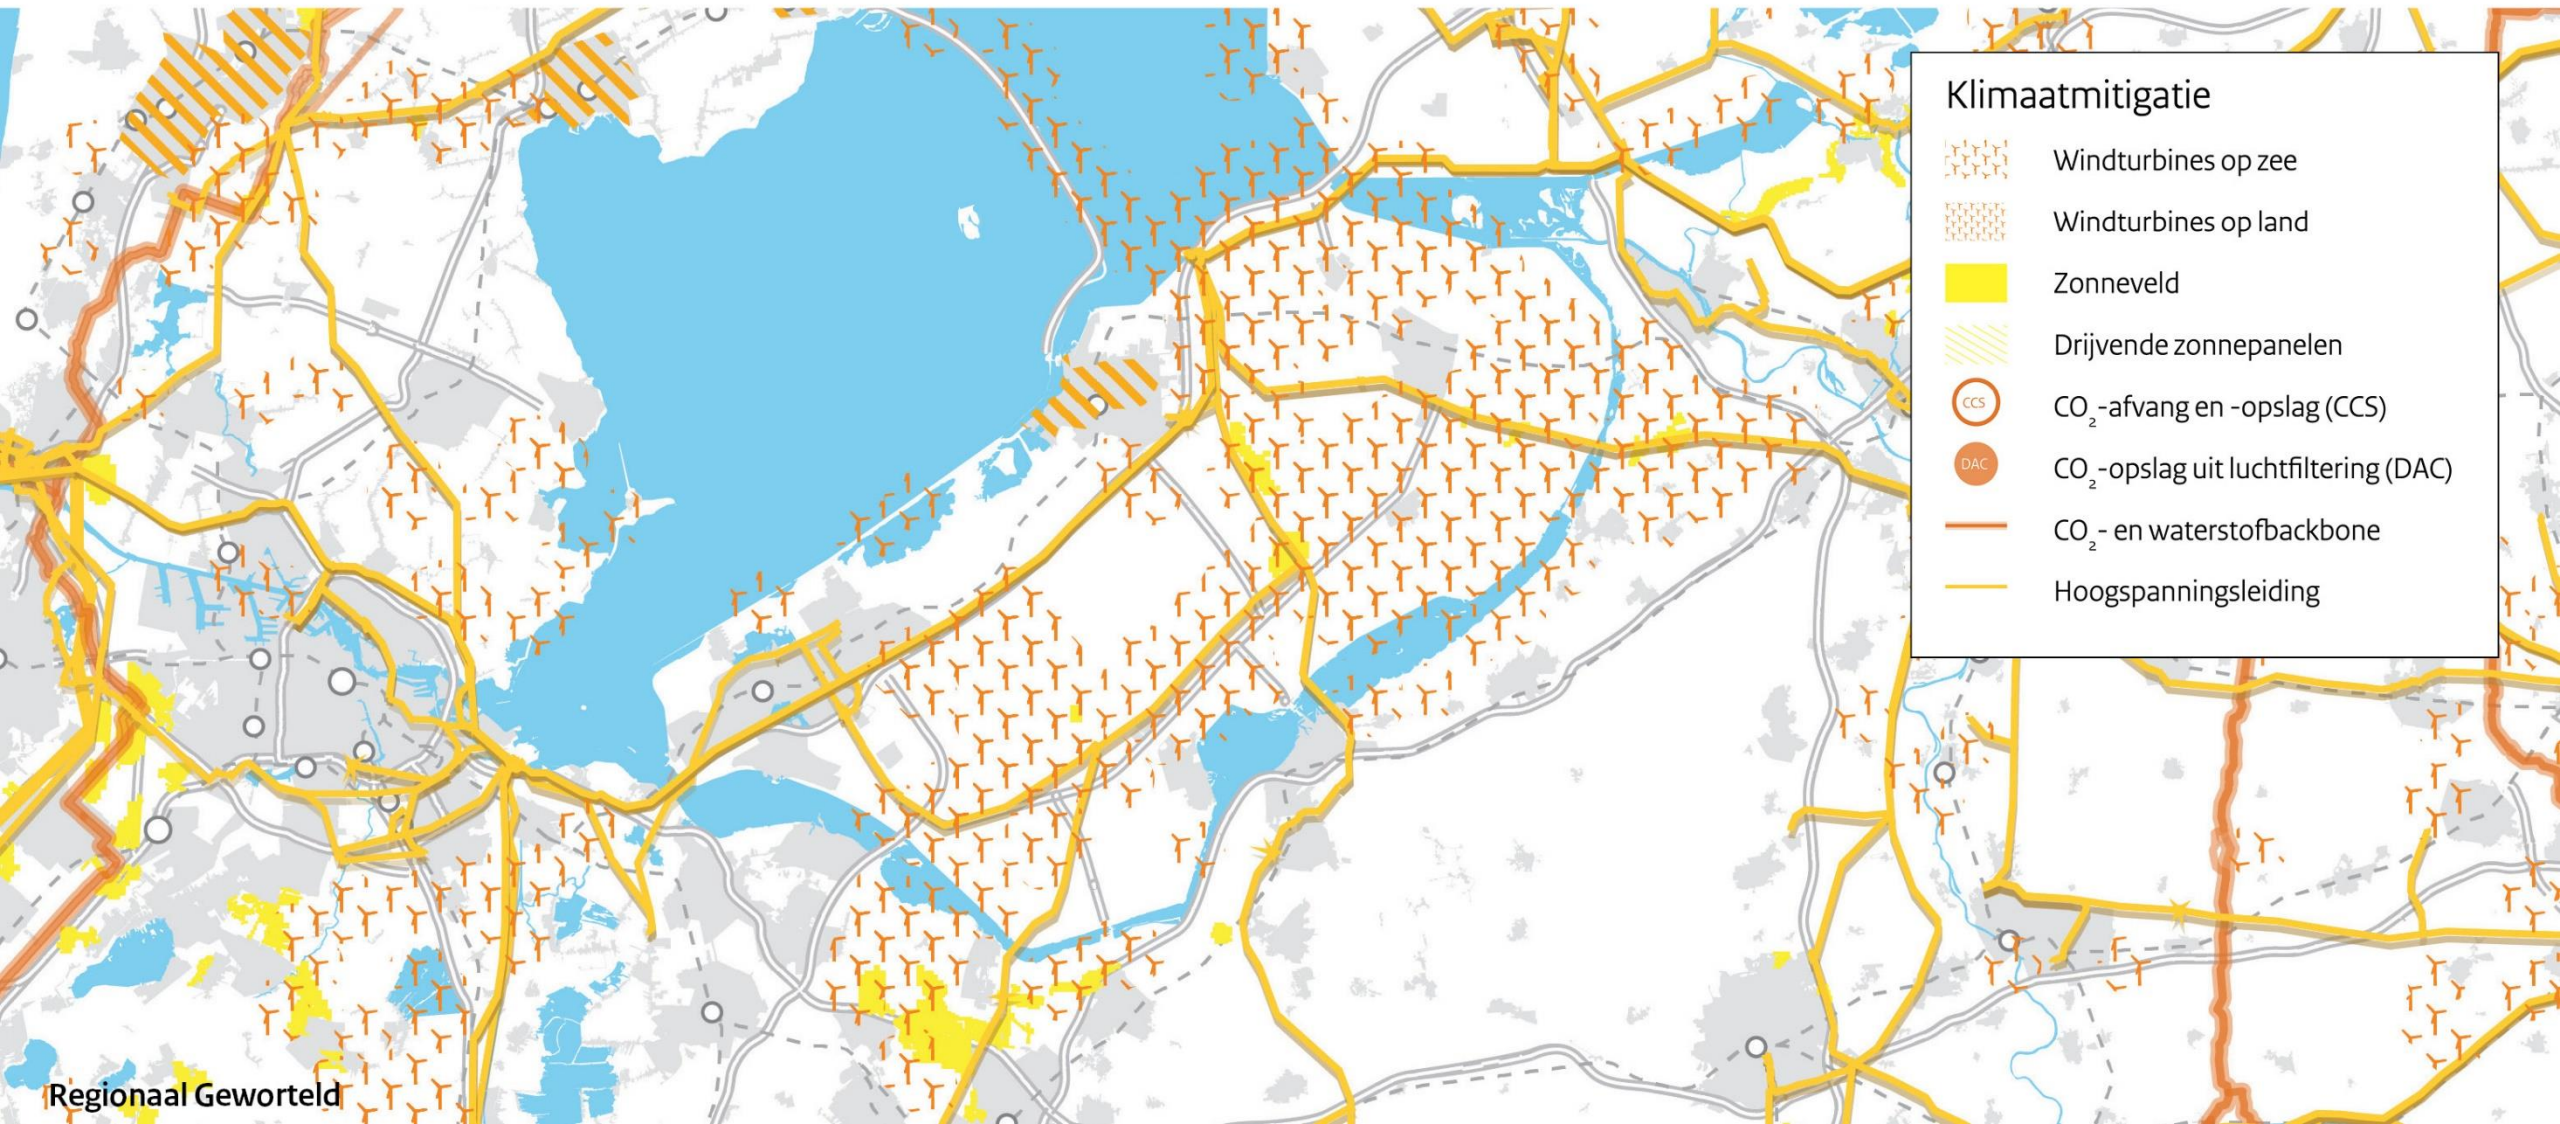 Klimaatmitigatie
Windturbines op zee
Windturbines op land
Zonneveld
Drijvende zonnepanelen
CCS CO₂-afvang en -opslag (CCS)
DAC CO₂-opslag uit luchtfiltering (DAC)
CO₂- en waterstofbackbone
Hoogspanningsleiding
Regionaal Geworteld